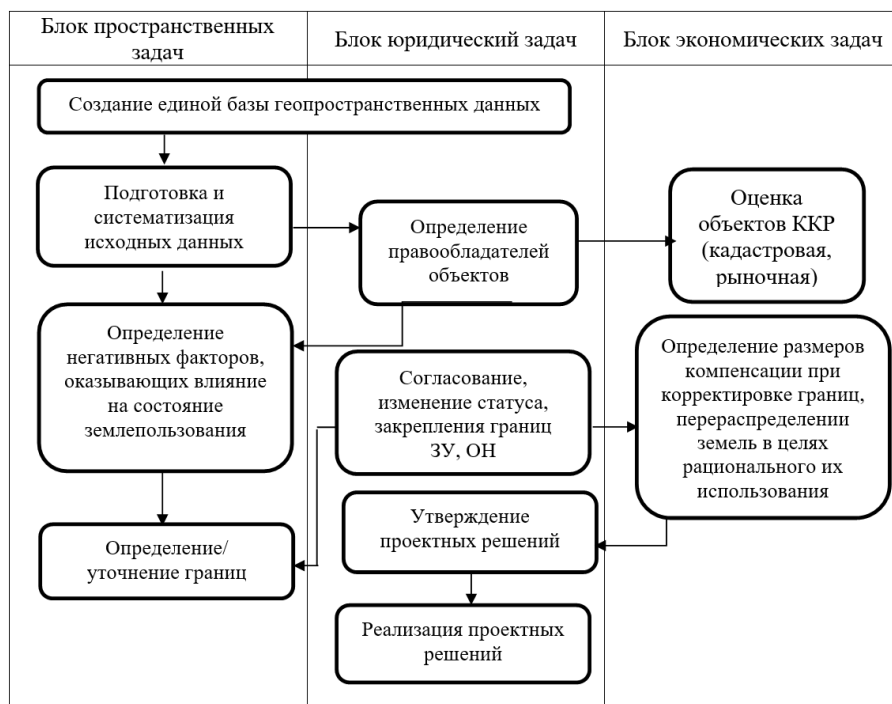 Блок пространственных
задач
Блок юридический задач
Блок экономических задач
Создание единой базы геопространственных данных
Подготовка и
систематизация
исходных данных
Определение
правообладателей
объектов
Оценка
объектов ККР
(кадастровая,
рыночная)
Определение
негативных факторов,
оказывающих влияние
на состояние
землепользования
Согласование,
изменение статуса,
закрепления границ
ЗУ, ОН
Определение размеров
компенсации при
корректировке границ,
перераспределении
земель в целях
рационального их
использования
Определение/
уточнение границ
Утверждение
проектных решений
Реализация проектных
решений